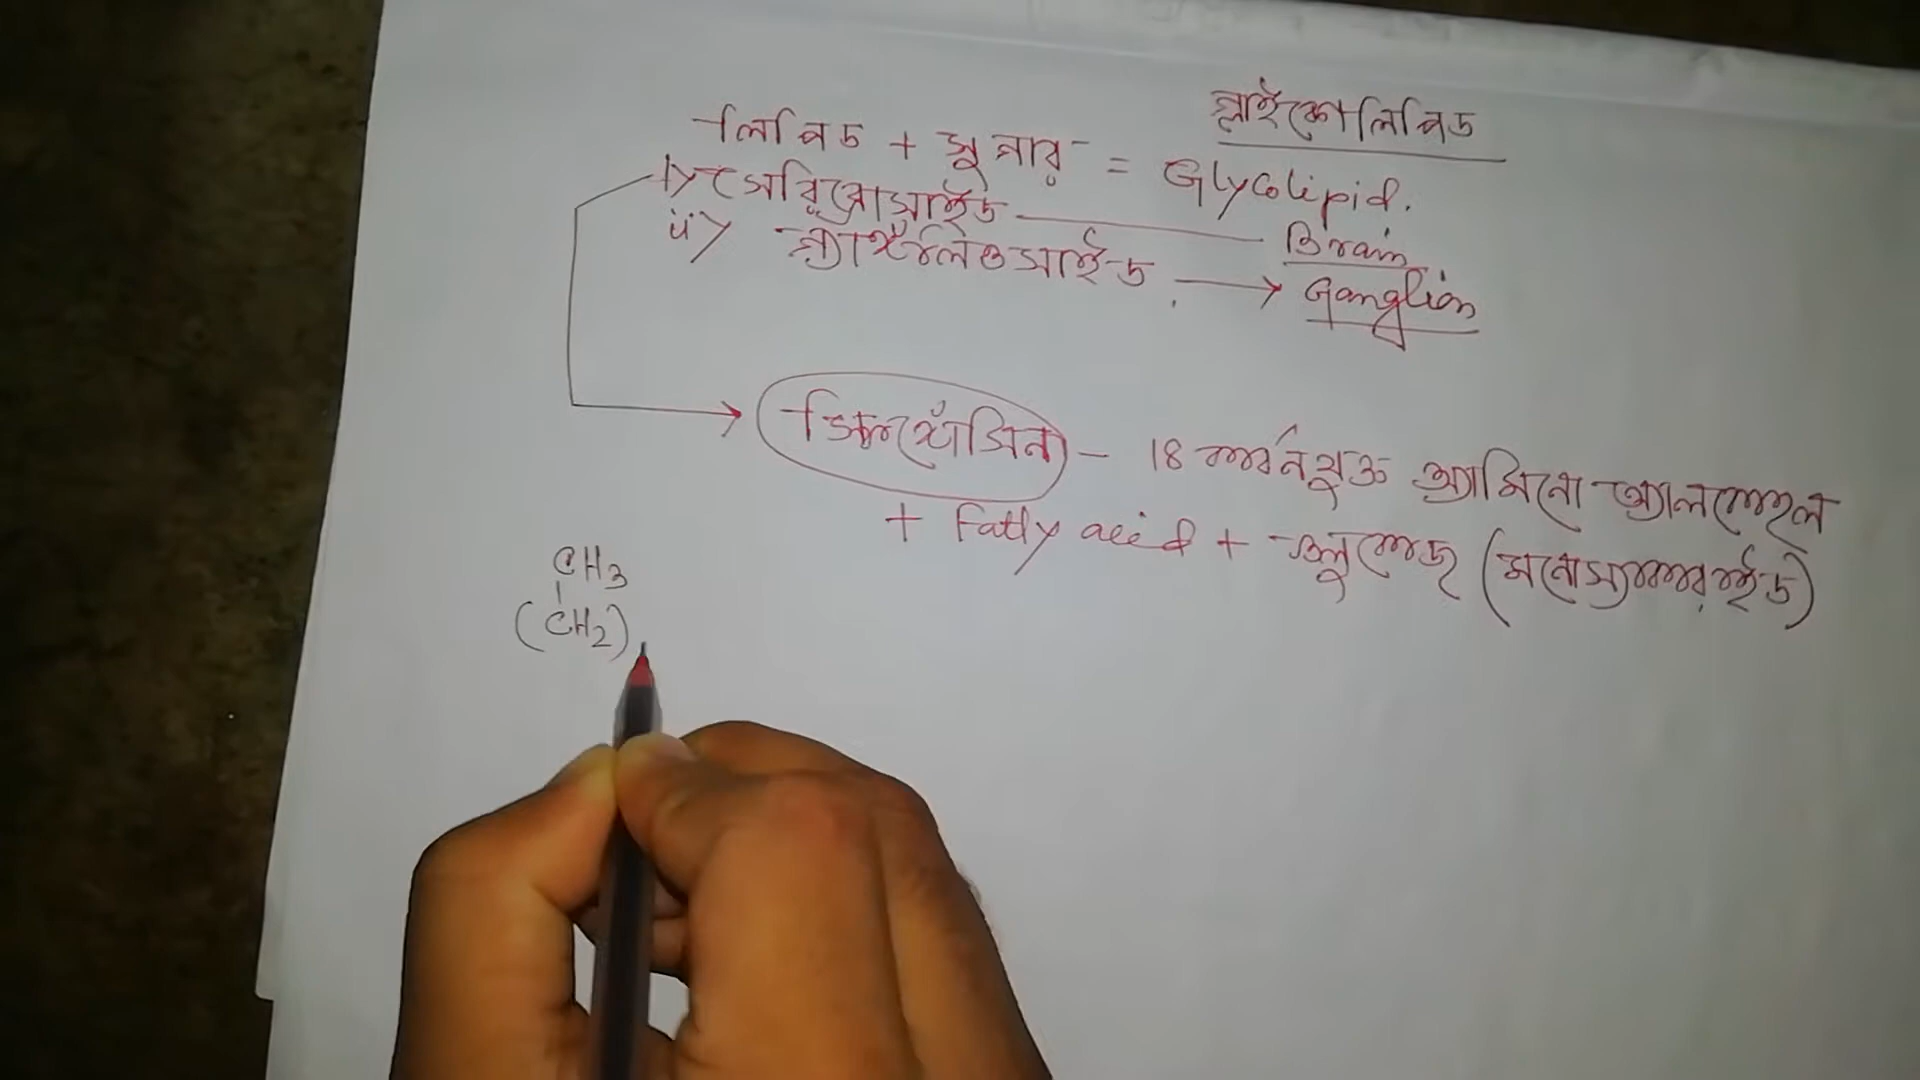 গ্লাইকোলিপিড
লিপিড + সুগার = Glycolipid.
i> সেরিব্রোসাইড — Brain
ii> গ্যাংলিওসাইড → Ganglion
স্ফিংগোসিন – 18 কার্বনযুক্ত অ্যামিনো অ্যালকোহল
+ Fatty acid + গ্লুকোজ (মনোস্যাকারাইড)
CH3
(CH2)